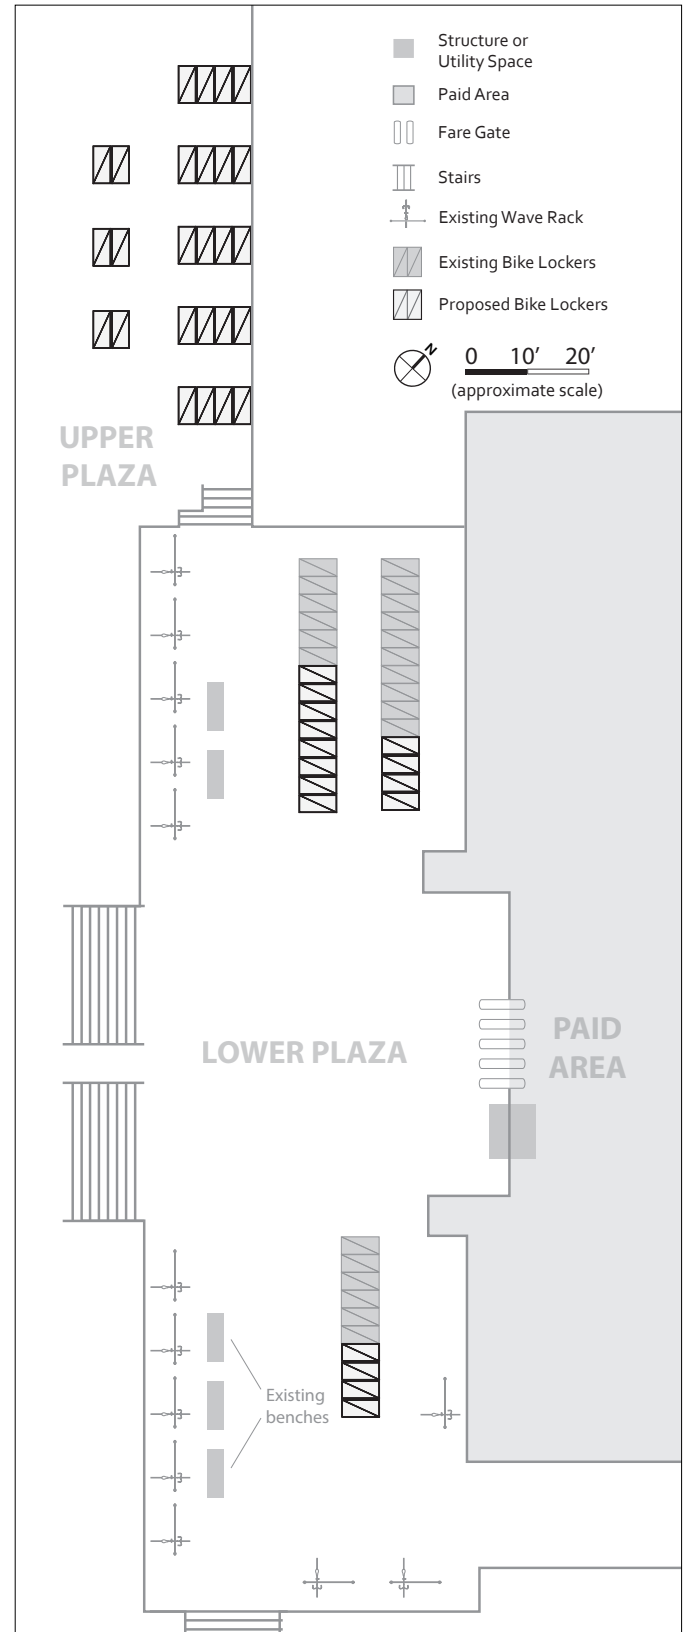 Structure or
Utility Space
Paid Area
Fare Gate
Stairs
Existing Wave Rack
Existing Bike Lockers
Proposed Bike Lockers
N
0 10’ 20’
(approximate scale)
UPPER
PLAZA
LOWER PLAZA
PAID
AREA
Existing
benches